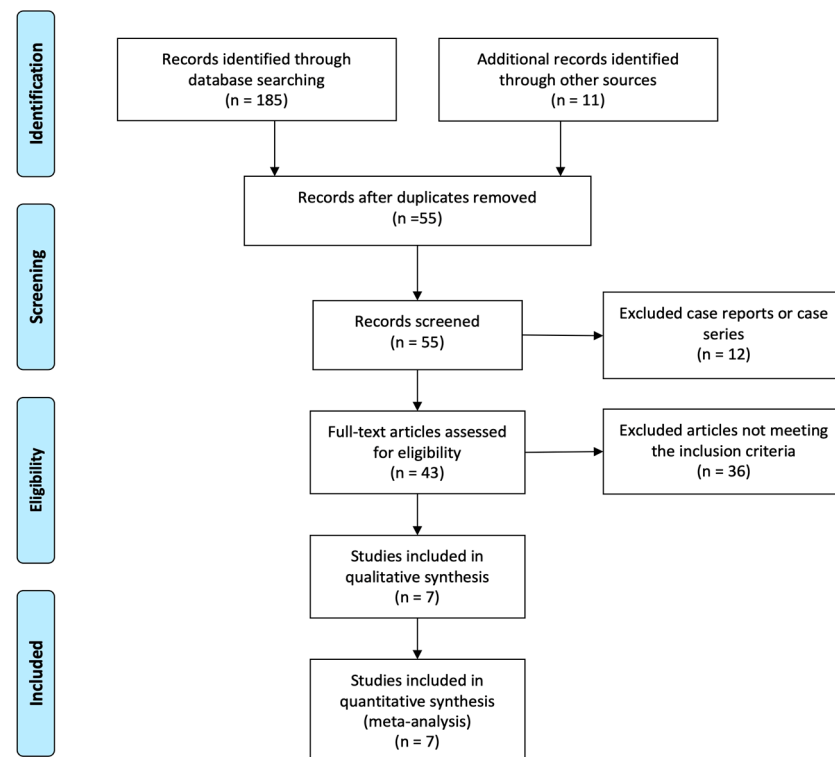 Identification
Records identified through
database searching
(n = 185)
Additional records identified
through other sources
(n = 11)
Records after duplicates removed
(n =55)
Screening
Records screened
(n = 55)
Excluded case reports or case
series
(n = 12)
Eligibility
Full-text articles assessed
for eligibility
(n = 43)
Excluded articles not meeting
the inclusion criteria
(n = 36)
Studies included in
qualitative synthesis
(n = 7)
Included
Studies included in
quantitative synthesis
(meta-analysis)
(n = 7)